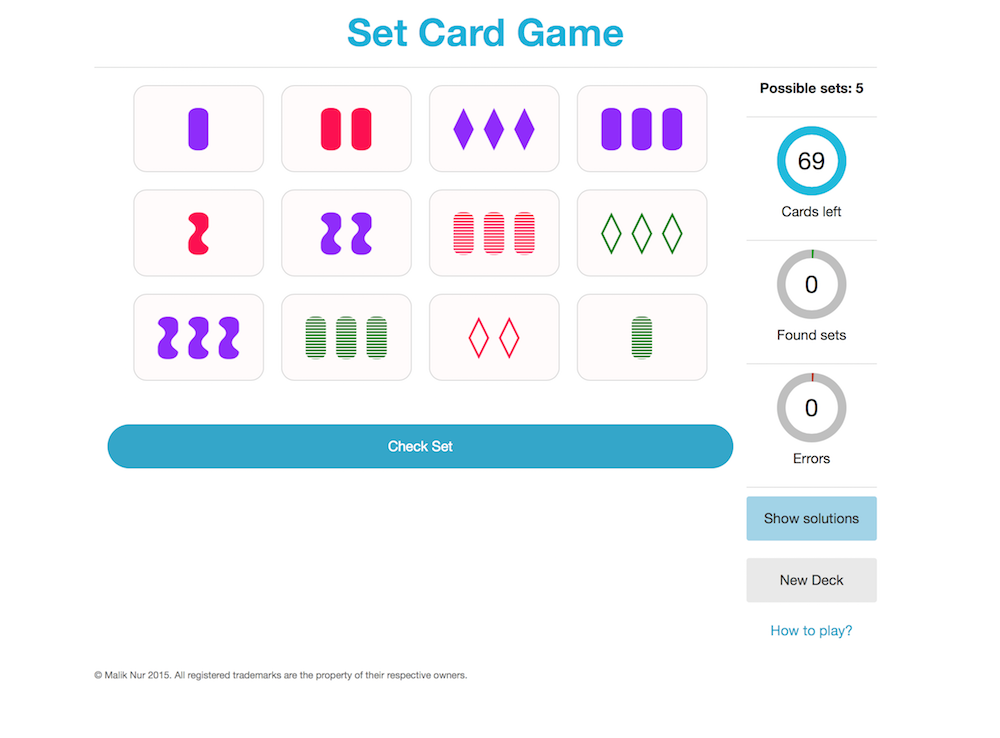 Set Card Game
Possible sets: 5
69
Cards left
0
Found sets
0
Errors
Check Set
Show solutions
New Deck
How to play?
© Malik Nur 2015. All registered trademarks are the property of their respective owners.